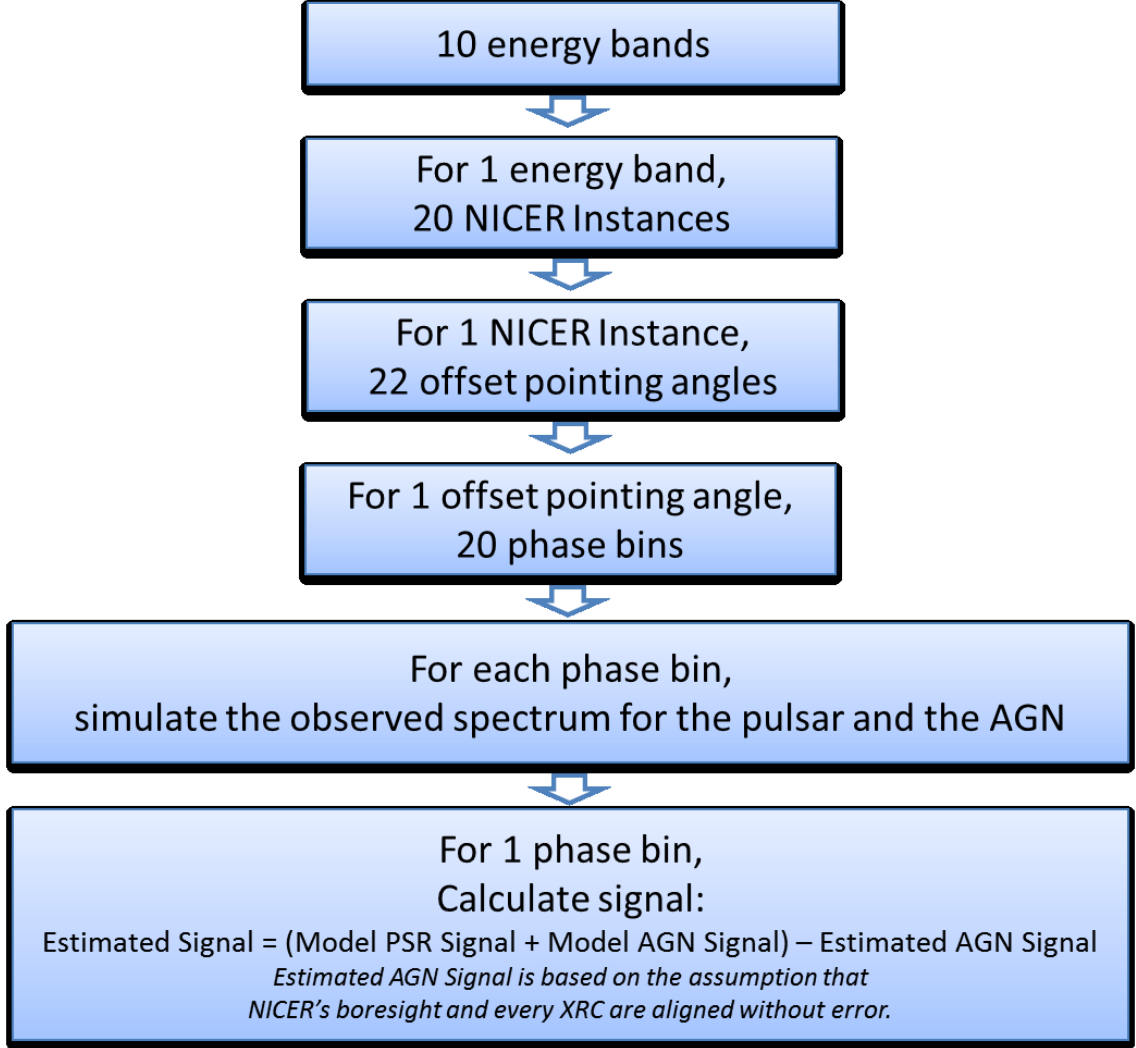 10 energy bands
For 1 energy band,
20 NICER Instances
For 1 NICER Instance,
22 offset pointing angles
For 1 offset pointing angle,
20 phase bins
For each phase bin,
simulate the observed spectrum for the pulsar and the AGN
For 1 phase bin,
Calculate signal:
Estimated Signal = (Model PSR Signal + Model AGN Signal) – Estimated AGN Signal
Estimated AGN Signal is based on the assumption that
NICER's boresight and every XRC are aligned without error.